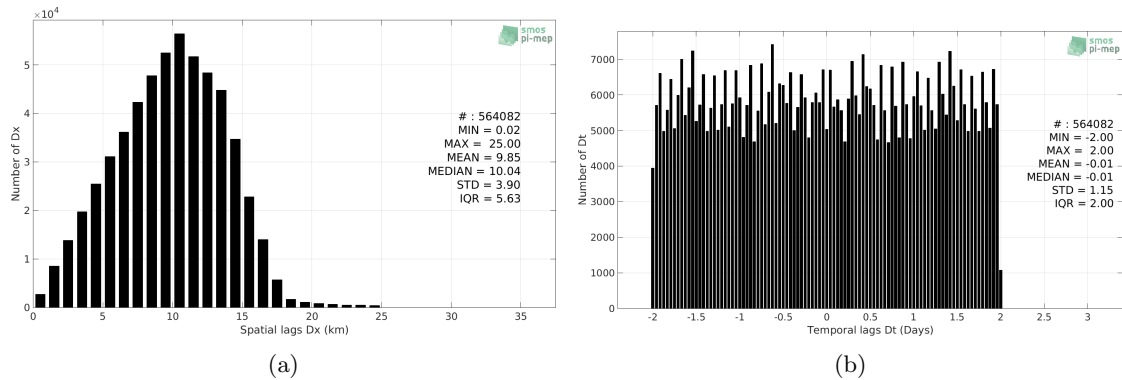 ×10⁴
smos
pi-mep
5
4
3
2
1
0
Number of Dx
# : 564082
MIN = 0.02
MAX = 25.00
MEAN = 9.85
MEDIAN = 10.04
STD = 3.90
IQR = 5.63
0 5 10 15 20 25 30 35
Spatial lags Dx (km)
(a)
smos
pi-mep
7000
6000
5000
4000
3000
2000
1000
0
Number of Dt
# : 564082
MIN = -2.00
MAX = 2.00
MEAN = -0.01
MEDIAN = -0.01
STD = 1.15
IQR = 2.00
-2 -1.5 -1 -0.5 0 0.5 1 1.5 2 2.5 3
Temporal lags Dt (Days)
(b)